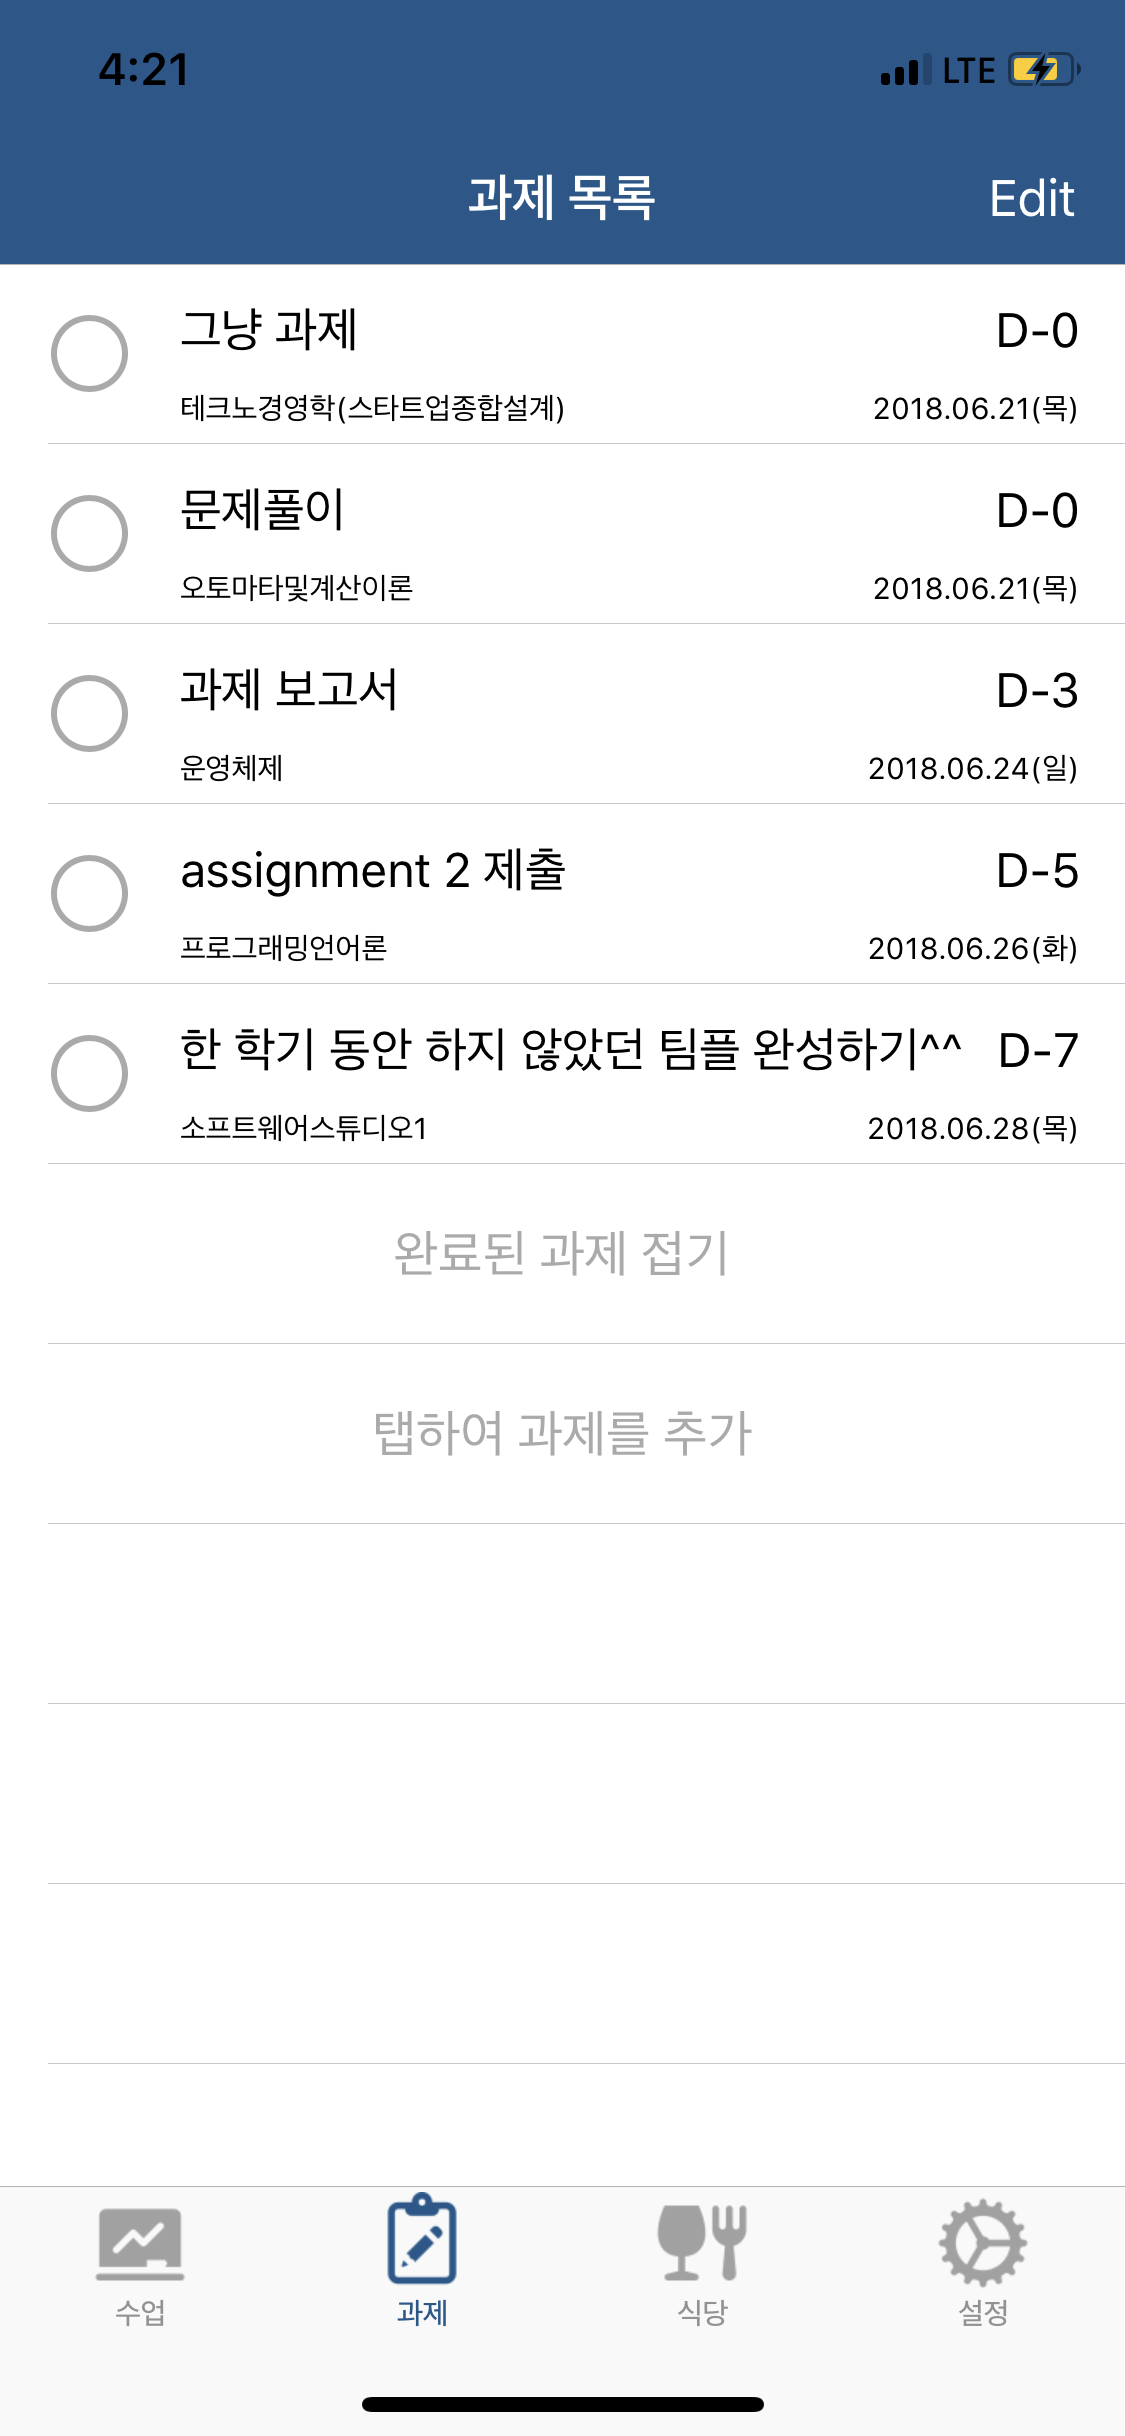 4:21 LTE
과제 목록 Edit
그냥 과제 D-0
테크노경영학(스타트업종합설계) 2018.06.21(목)
문제풀이 D-0
오토마타및계산이론 2018.06.21(목)
과제 보고서 D-3
운영체제 2018.06.24(일)
assignment 2 제출 D-5
프로그래밍언어론 2018.06.26(화)
한 학기 동안 하지 않았던 팀플 완성하기^^ D-7
소프트웨어스튜디오1 2018.06.28(목)
완료된 과제 접기
탭하여 과제를 추가
수업 과제 식당 설정